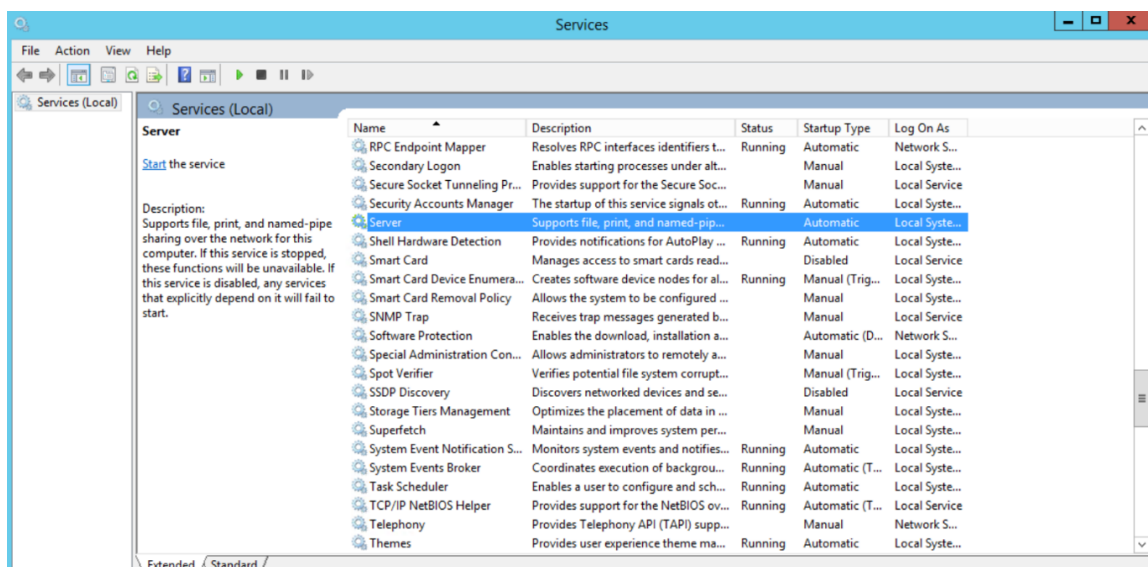 Services
File Action View Help
Services (Local)
Services (Local)
Server
Start the service
Description:
Supports file, print, and named-pipe
sharing over the network for this
computer. If this service is stopped,
these functions will be unavailable. If
this service is disabled, any services
that explicitly depend on it will fail to
start.
Name Description Status Startup Type Log On As
RPC Endpoint Mapper Resolves RPC interfaces identifiers t... Running Automatic Network S...
Secondary Logon Enables starting processes under alt... Manual Local Syste...
Secure Socket Tunneling Pr... Provides support for the Secure Soc... Manual Local Service
Security Accounts Manager The startup of this service signals ot... Running Automatic Local Syste...
Server Supports file, print, and named-pip... Automatic Local Syste...
Shell Hardware Detection Provides notifications for AutoPlay ... Running Automatic Local Syste...
Smart Card Manages access to smart cards read... Disabled Local Service
Smart Card Device Enumera... Creates software device nodes for al... Running Manual (Trig... Local Syste...
Smart Card Removal Policy Allows the system to be configured ... Manual Local Syste...
SNMP Trap Receives trap messages generated b... Manual Local Service
Software Protection Enables the download, installation a... Automatic (D... Network S...
Special Administration Con... Allows administrators to remotely a... Manual Local Syste...
Spot Verifier Verifies potential file system corrupt... Manual (Trig... Local Syste...
SSDP Discovery Discovers networked devices and se... Disabled Local Service
Storage Tiers Management Optimizes the placement of data in ... Manual Local Syste...
Superfetch Maintains and improves system per... Manual Local Syste...
System Event Notification S... Monitors system events and notifies... Running Automatic Local Syste...
System Events Broker Coordinates execution of backgrou... Running Automatic (T... Local Syste...
Task Scheduler Enables a user to configure and sch... Running Automatic Local Syste...
TCP/IP NetBIOS Helper Provides support for the NetBIOS ov... Running Automatic (T... Local Service
Telephony Provides Telephony API (TAPI) supp... Manual Network S...
Themes Provides user experience theme ma... Running Automatic Local Syste...
Extended Standard